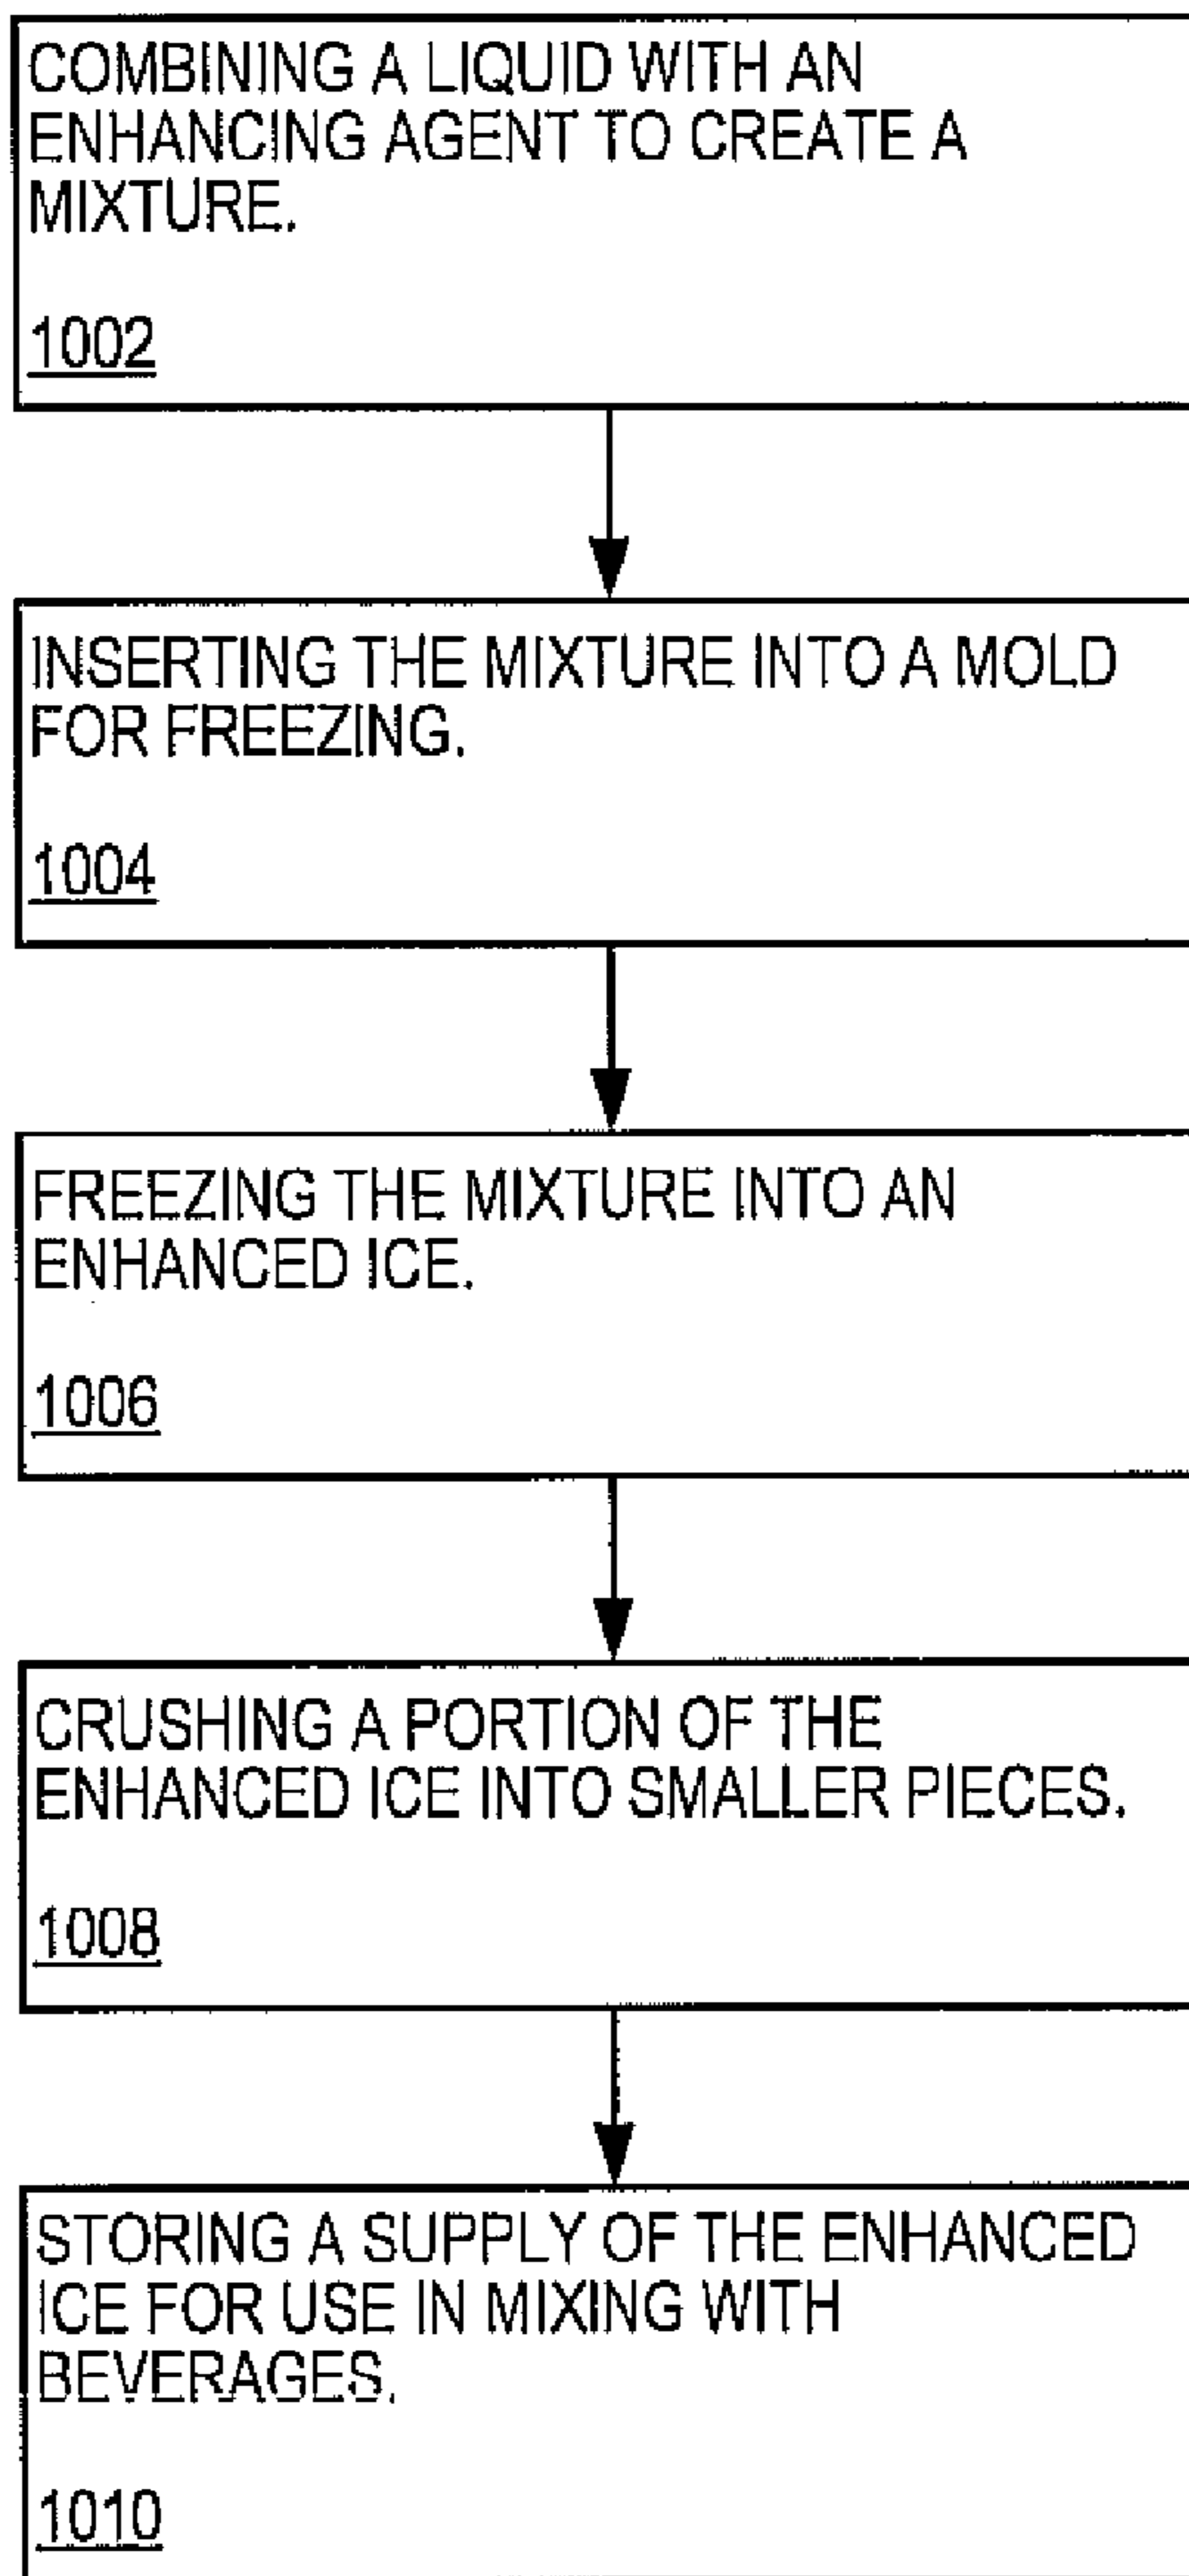 COMBINING A LIQUID WITH AN
ENHANCING AGENT TO CREATE A
MIXTURE.
1002
INSERTING THE MIXTURE INTO A MOLD
FOR FREEZING.
1004
FREEZING THE MIXTURE INTO AN
ENHANCED ICE.
1006
CRUSHING A PORTION OF THE
ENHANCED ICE INTO SMALLER PIECES.
1008
STORING A SUPPLY OF THE ENHANCED
ICE FOR USE IN MIXING WITH
BEVERAGES.
1010